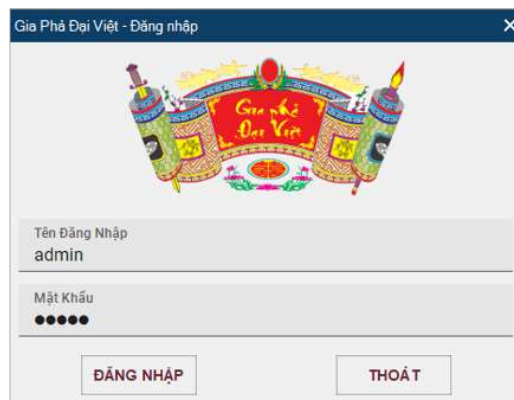 Gia Phả Đại Việt - Đăng nhập
Gia phả
Đại Việt
Tên Đăng Nhập
admin
Mật Khẩu
●●●●●
ĐĂNG NHẬP
THOÁT